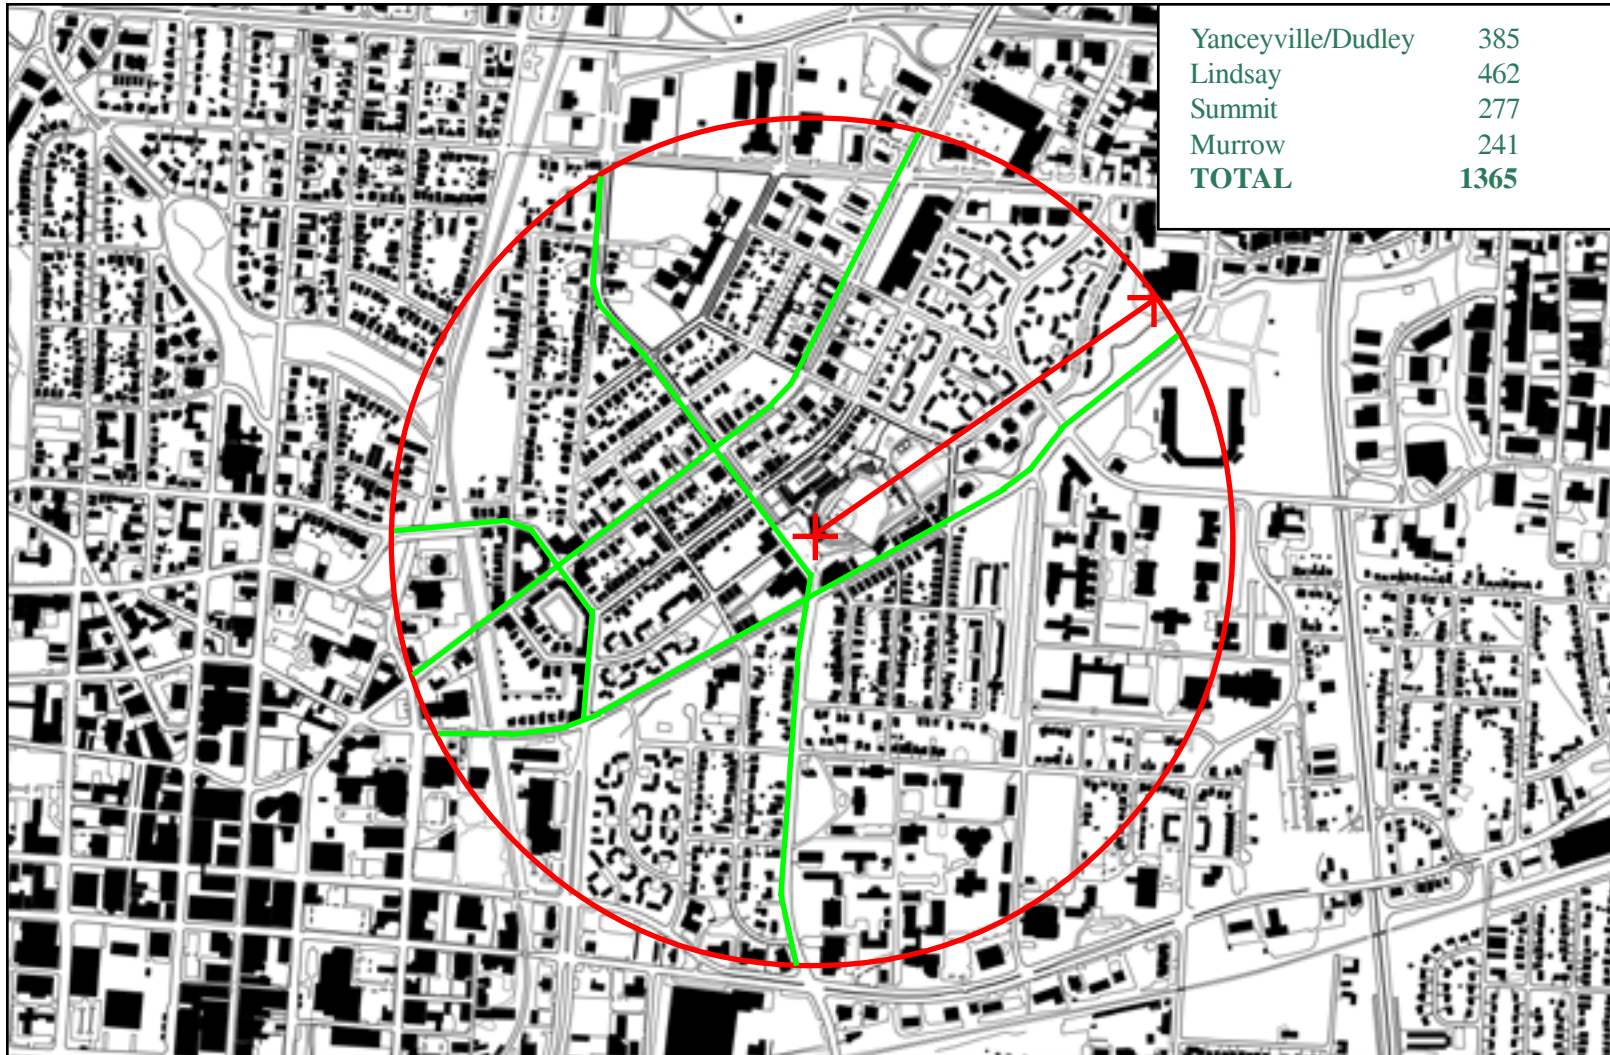 Yanceyville/Dudley 385
Lindsay 462
Summit 277
Murrow 241
TOTAL 1365